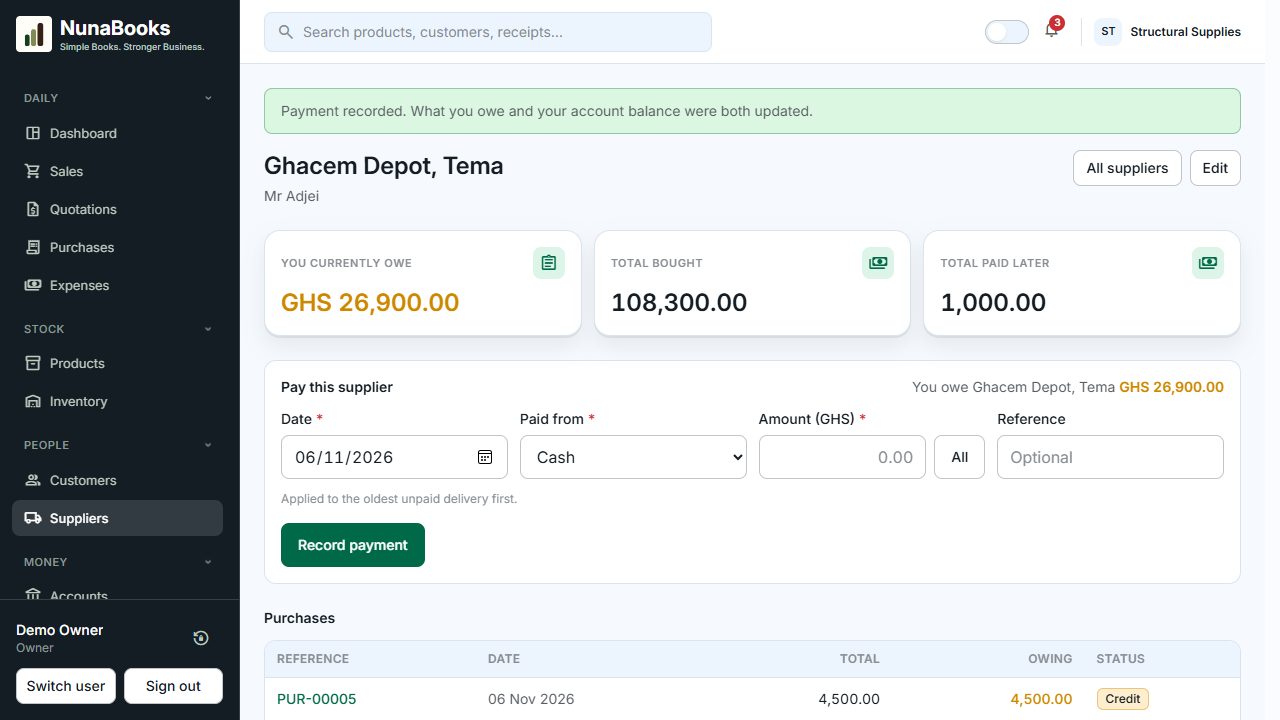 NunaBooks
Simple Books. Stronger Business.
Search products, customers, receipts...
3
ST
Structural Supplies
DAILY
Dashboard
Sales
Quotations
Purchases
Expenses
STOCK
Products
Inventory
PEOPLE
Customers
Suppliers
MONEY
Accounts
Demo Owner
Owner
Switch user
Sign out
Payment recorded. What you owe and your account balance were both updated.
Ghacem Depot, Tema
Mr Adjei
All suppliers
Edit
YOU CURRENTLY OWE
GHS 26,900.00
TOTAL BOUGHT
108,300.00
TOTAL PAID LATER
1,000.00
Pay this supplier
You owe Ghacem Depot, Tema GHS 26,900.00
Date *
06/11/2026
Paid from *
Cash
Amount (GHS) *
0.00
All
Reference
Optional
Applied to the oldest unpaid delivery first.
Record payment
Purchases
REFERENCE DATE TOTAL OWING STATUS
PUR-00005 06 Nov 2026 4,500.00 4,500.00 Credit